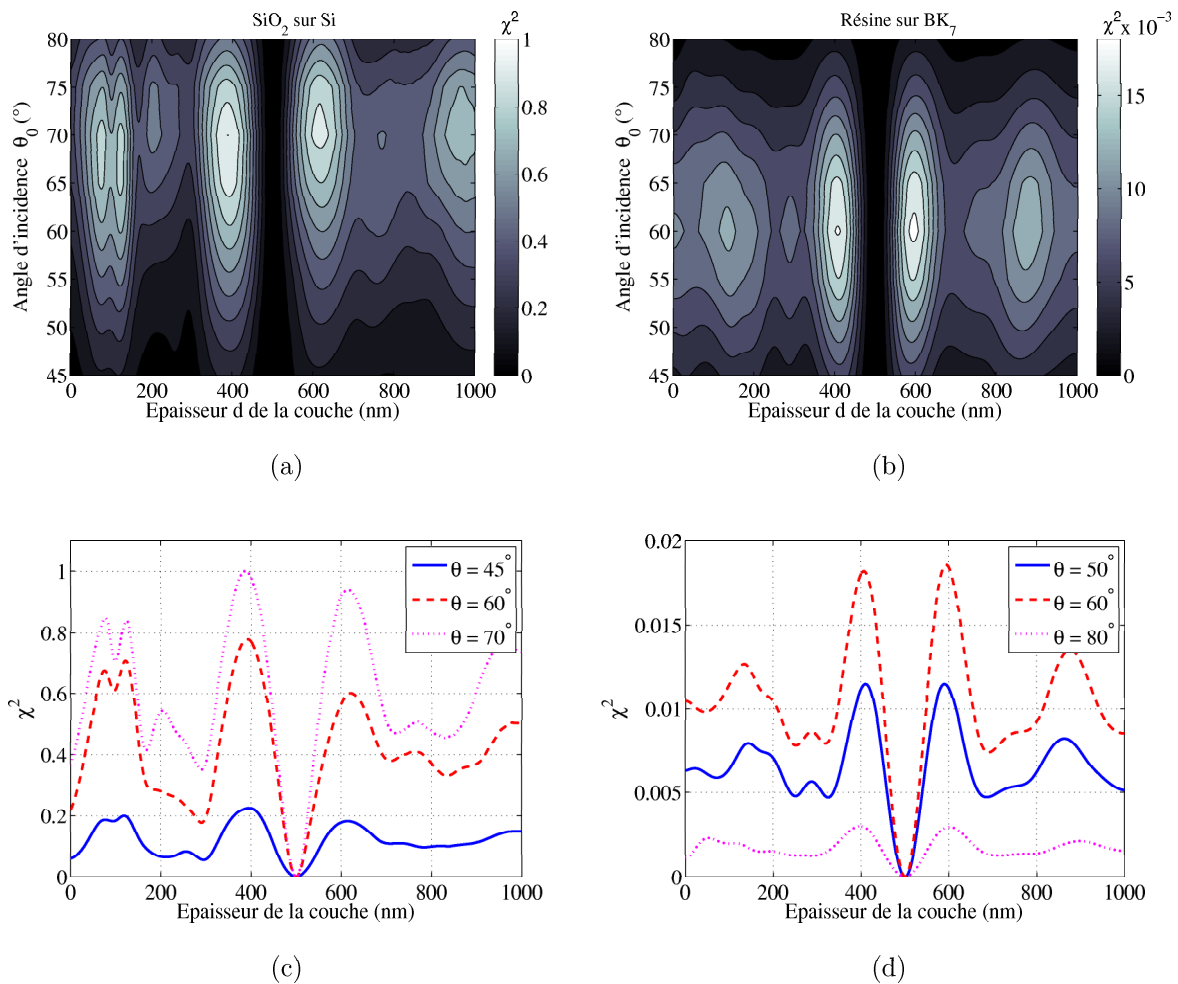 SiO₂ sur Si
χ²
80
75
70
65
60
55
50
45
Angle d'incidence θ₀ (°)
0
200
400
600
800
1000
Epaisseur d de la couche (nm)
1
0.8
0.6
0.4
0.2
0
(a)
Résine sur BK₇
χ² x 10⁻³
80
75
70
65
60
55
50
45
Angle d'incidence θ₀ (°)
0
200
400
600
800
1000
Epaisseur d de la couche (nm)
15
10
5
0
(b)
1
0.8
0.6
0.4
0.2
0
χ²
θ = 45°
θ = 60°
θ = 70°
0
200
400
600
800
1000
Epaisseur de la couche (nm)
(c)
0.02
0.015
0.01
0.005
0
χ²
θ = 50°
θ = 60°
θ = 80°
0
200
400
600
800
1000
Epaisseur de la couche (nm)
(d)